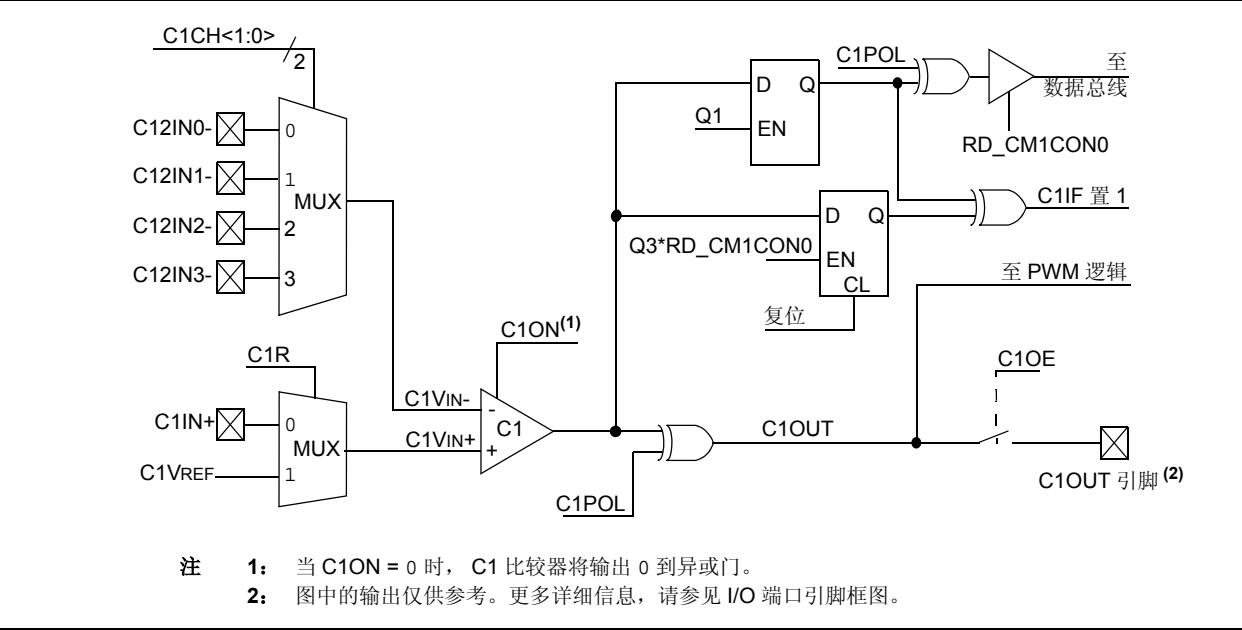 C1CH<1:0>
2
C12IN0-
0
C12IN1-
1
MUX
C12IN2-
2
C12IN3-
3
C1R
C1IN+
0
MUX
C1VREF
1
C1ON(1)
C1VIN-
-
C1
C1VIN+
+
C1POL
D Q
Q1
EN
C1POL
至
数据总线
RD_CM1CON0
D Q
Q3*RD_CM1CON0
EN
CL
复位
C1IF 置 1
至 PWM 逻辑
C1OE
C1OUT
C1OUT 引脚 (2)
注 1： 当 C1ON = 0 时， C1 比较器将输出 0 到异或门。
2： 图中的输出仅供参考。更多详细信息，请参见 I/O 端口引脚框图。